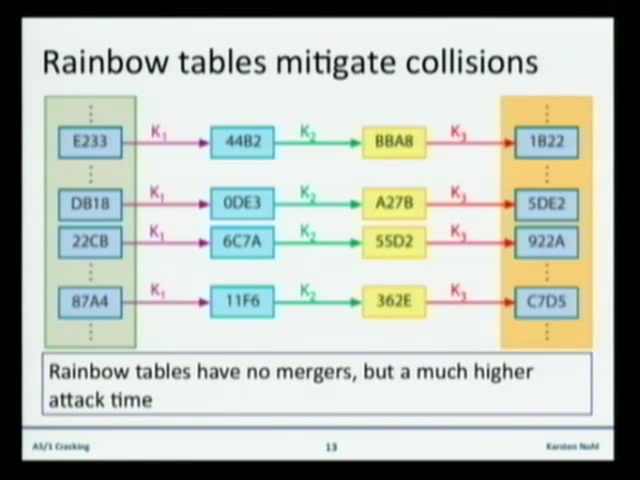 Rainbow tables mitigate collisions
E233 K1 44B2 K2 BBA8 K3 1B22
DB18 K1 0DE3 K2 A27B K3 5DE2
22CB K1 6C7A K2 55D2 K3 922A
87A4 K1 11F6 K2 362E K3 C7D5
Rainbow tables have no mergers, but a much higher
attack time
A5/1 Cracking 13 Karsten Nohl